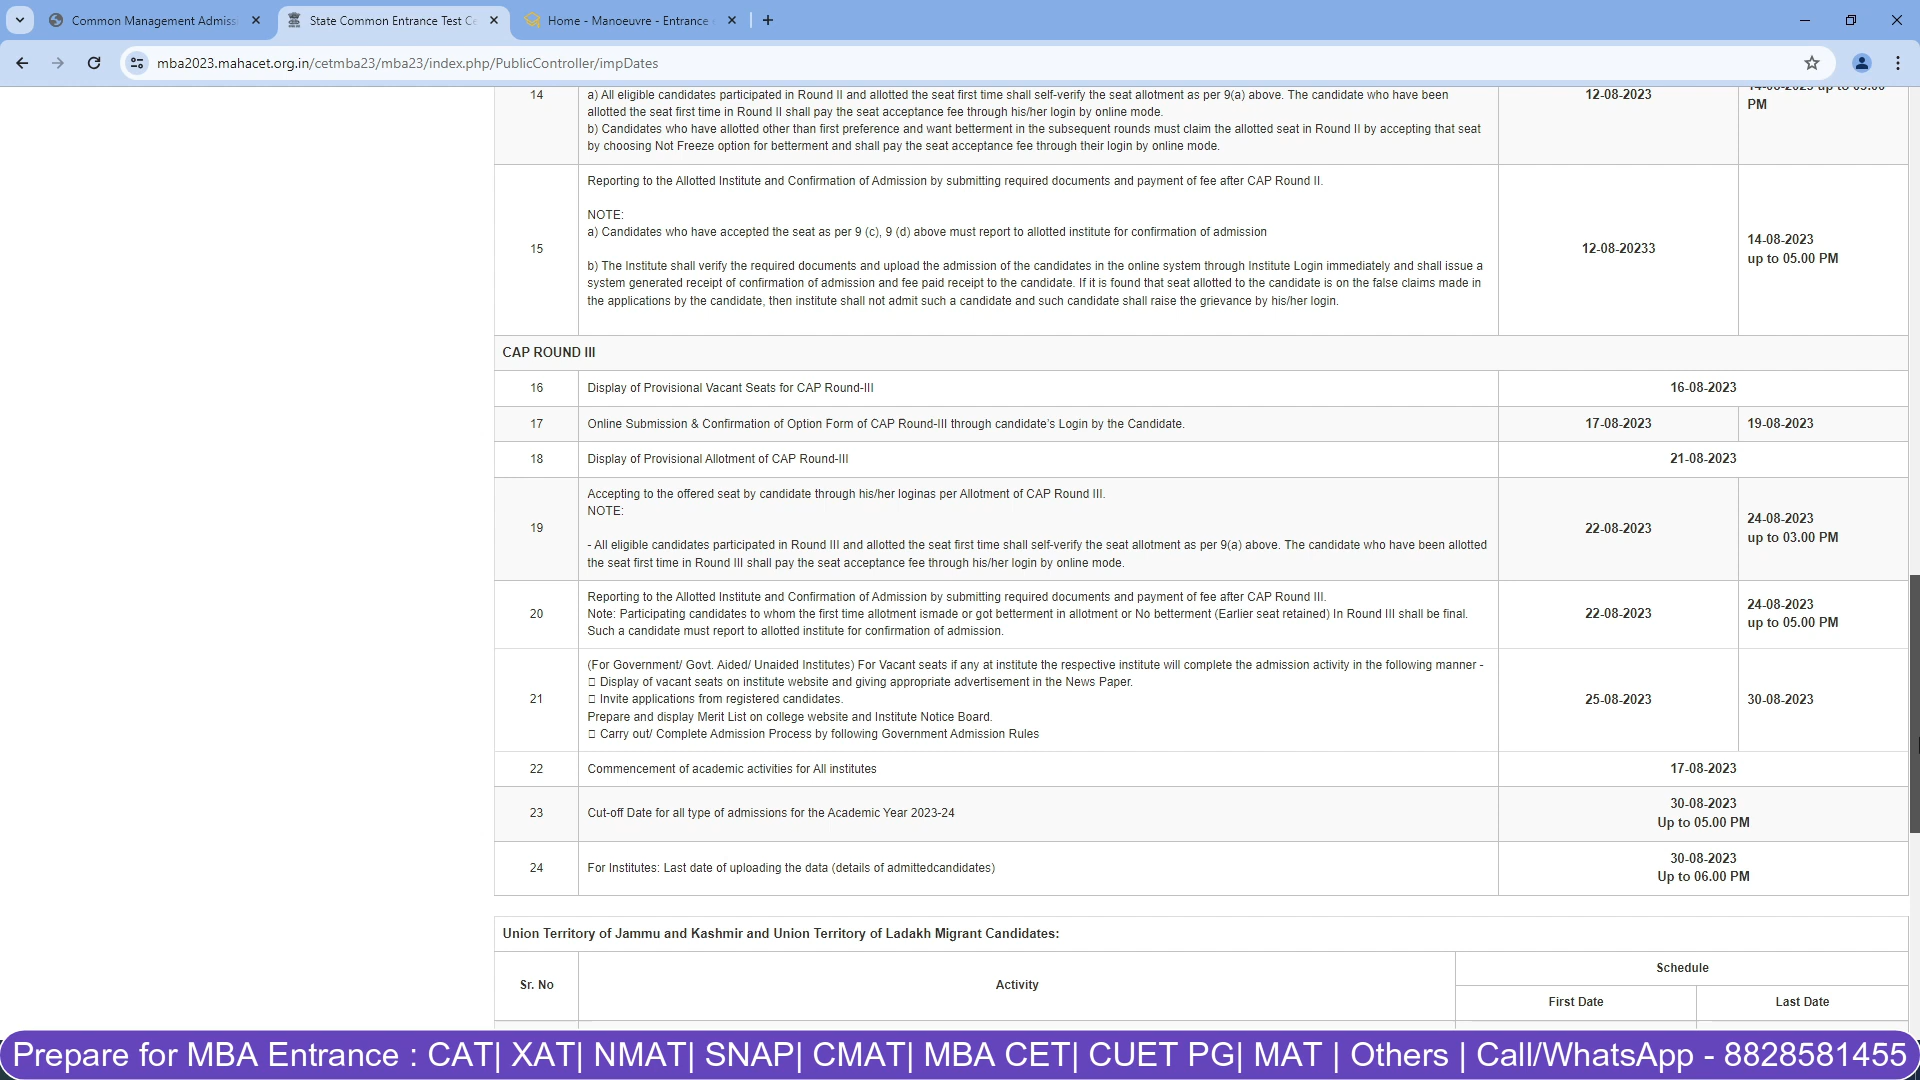 Common Management Admiss
State Common Entrance Test Ce
Home - Manoeuvre - Entrance
mba2023.mahacet.org.in/cetmba23/mba23/index.php/PublicController/impDates
14
a) All eligible candidates participated in Round II and allotted the seat first time shall self-verify the seat allotment as per 9(a) above. The candidate who have been
allotted the seat first time in Round II shall pay the seat acceptance fee through his/her login by online mode.
b) Candidates who have allotted other than first preference and want betterment in the subsequent rounds must claim the allotted seat in Round II by accepting that seat
by choosing Not Freeze option for betterment and shall pay the seat acceptance fee through their login by online mode.
12-08-2023
14-08-2023 up to 03.00
PM
15
Reporting to the Allotted Institute and Confirmation of Admission by submitting required documents and payment of fee after CAP Round II.
NOTE:
a) Candidates who have accepted the seat as per 9 (c), 9 (d) above must report to allotted institute for confirmation of admission
b) The Institute shall verify the required documents and upload the admission of the candidates in the online system through Institute Login immediately and shall issue a
system generated receipt of confirmation of admission and fee paid receipt to the candidate. If it is found that seat allotted to the candidate is on the false claims made in
the applications by the candidate, then institute shall not admit such a candidate and such candidate shall raise the grievance by his/her login.
12-08-20233
14-08-2023
up to 05.00 PM
CAP ROUND III
16
Display of Provisional Vacant Seats for CAP Round-III
16-08-2023
17
Online Submission & Confirmation of Option Form of CAP Round-III through candidate's Login by the Candidate.
17-08-2023
19-08-2023
18
Display of Provisional Allotment of CAP Round-III
21-08-2023
19
Accepting to the offered seat by candidate through his/her loginas per Allotment of CAP Round III.
NOTE:
- All eligible candidates participated in Round III and allotted the seat first time shall self-verify the seat allotment as per 9(a) above. The candidate who have been allotted
the seat first time in Round III shall pay the seat acceptance fee through his/her login by online mode.
22-08-2023
24-08-2023
up to 03.00 PM
20
Reporting to the Allotted Institute and Confirmation of Admission by submitting required documents and payment of fee after CAP Round III.
Note: Participating candidates to whom the first time allotment ismade or got betterment in allotment or No betterment (Earlier seat retained) In Round III shall be final.
Such a candidate must report to allotted institute for confirmation of admission.
22-08-2023
24-08-2023
up to 05.00 PM
21
(For Government/ Govt. Aided/ Unaided Institutes) For Vacant seats if any at institute the respective institute will complete the admission activity in the following manner -
Display of vacant seats on institute website and giving appropriate advertisement in the News Paper.
Invite applications from registered candidates.
Prepare and display Merit List on college website and Institute Notice Board.
Carry out/ Complete Admission Process by following Government Admission Rules
25-08-2023
30-08-2023
22
Commencement of academic activities for All institutes
17-08-2023
23
Cut-off Date for all type of admissions for the Academic Year 2023-24
30-08-2023
Up to 05.00 PM
24
For Institutes: Last date of uploading the data (details of admittedcandidates)
30-08-2023
Up to 06.00 PM
Union Territory of Jammu and Kashmir and Union Territory of Ladakh Migrant Candidates:
Sr. No
Activity
Schedule
First Date
Last Date
Prepare for MBA Entrance : CAT| XAT| NMAT| SNAP| CMAT| MBA CET| CUET PG| MAT | Others | Call/WhatsApp - 8828581455